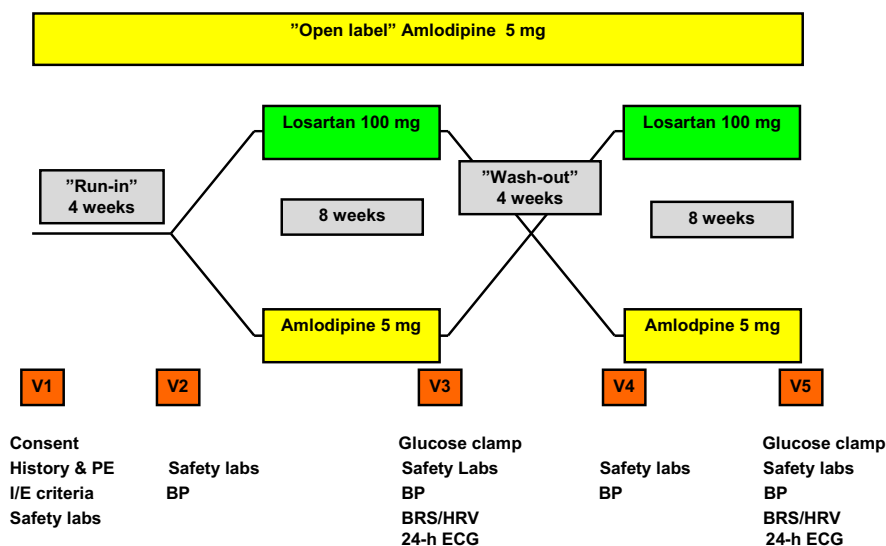 ”Open label” Amlodipine 5 mg
Losartan 100 mg
Losartan 100 mg
”Run-in”
4 weeks
”Wash-out”
4 weeks
8 weeks
8 weeks
Amlodipine 5 mg
Amlodpine 5 mg
V1
V2
V3
V4
V5
Consent
History & PE
I/E criteria
Safety labs
Safety labs
BP
Glucose clamp
Safety Labs
BP
BRS/HRV
24-h ECG
Safety labs
BP
Glucose clamp
Safety labs
BP
BRS/HRV
24-h ECG